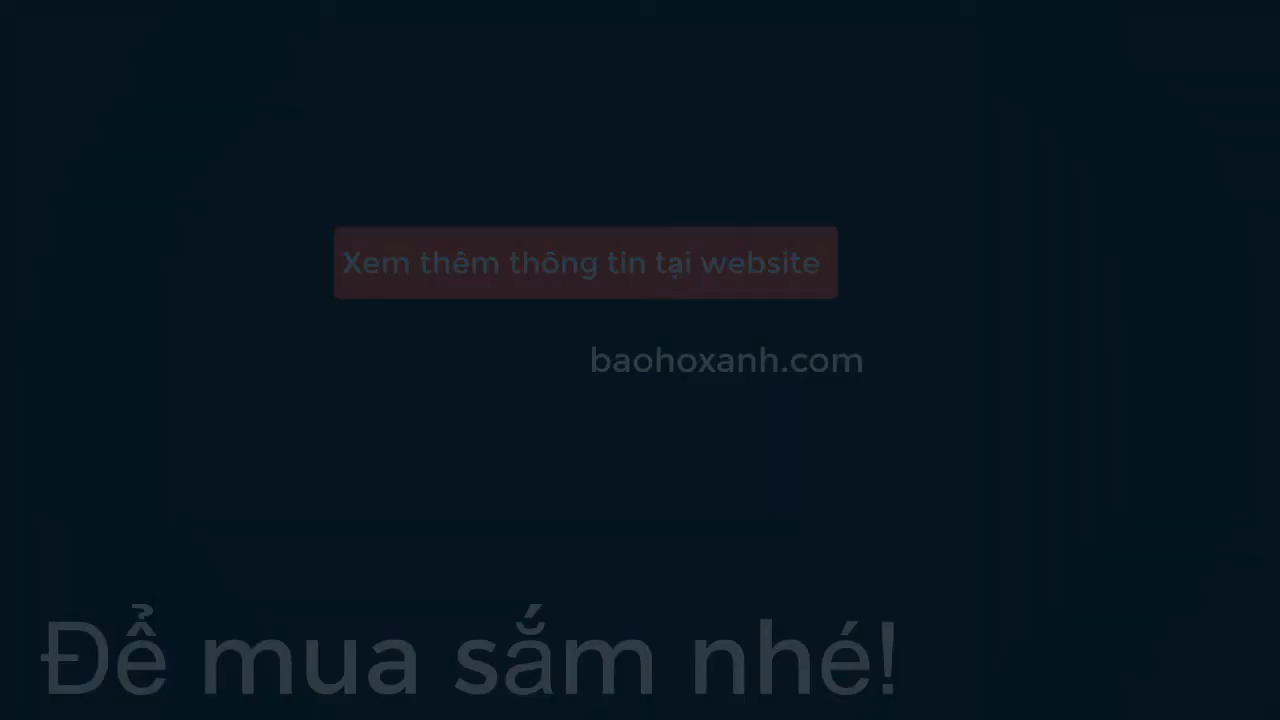 Xem thêm thông tin tại website
baohoxanh.com
Để mua sắm nhé!